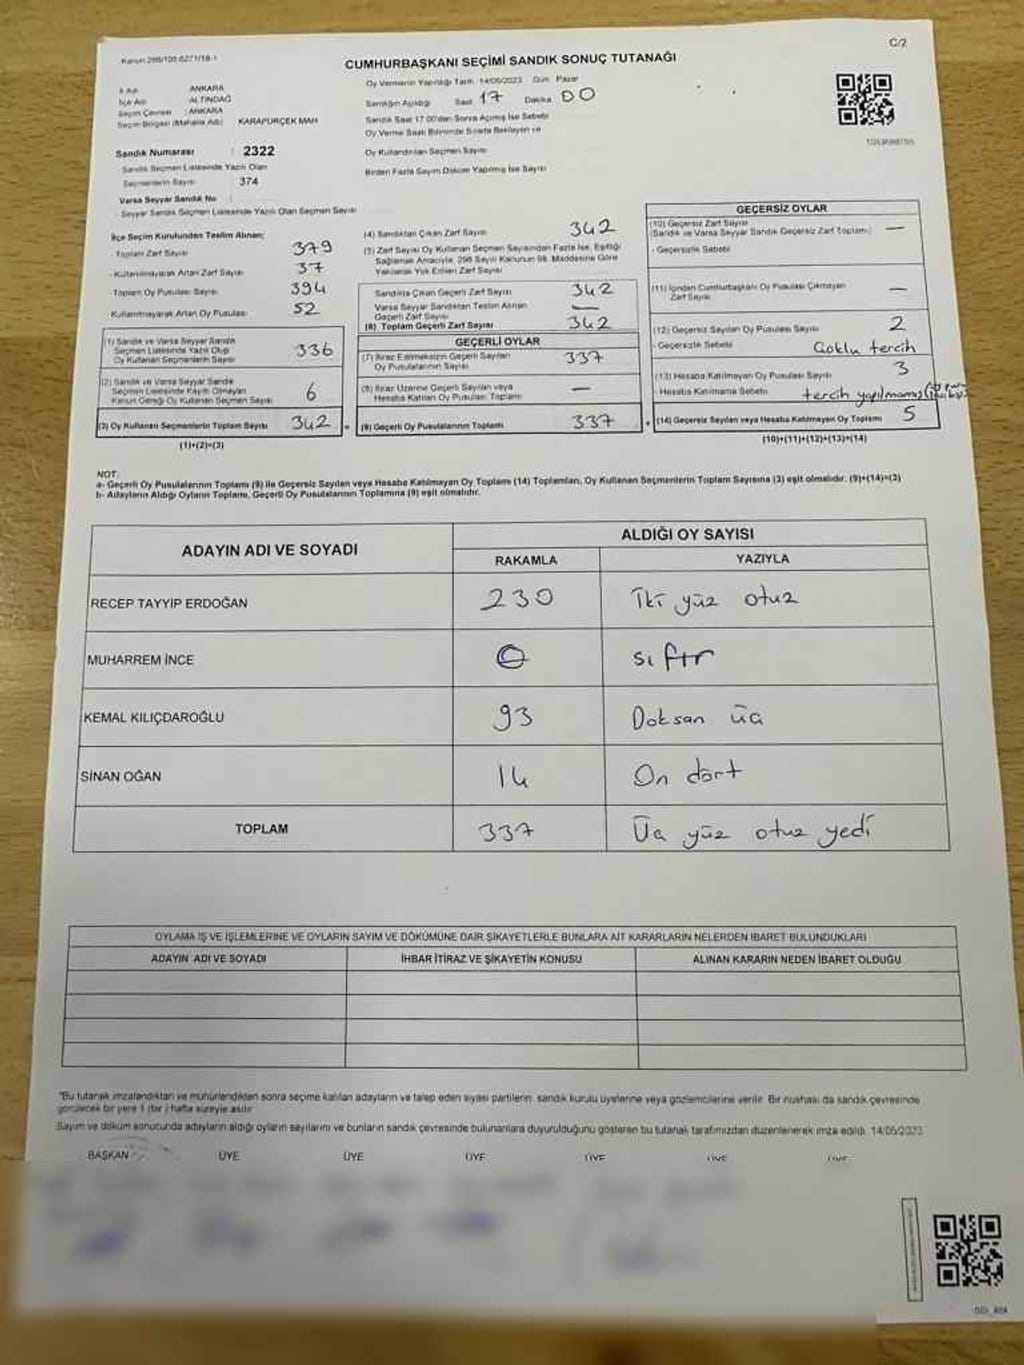 C/2
CUMHURBAŞKANI SEÇİMİ SANDIK SONUÇ TUTANAĞI
İl Adı : ANKARA
İlçe Adı : ALTINDAĞ
Seçim Çevresi : ANKARA
Seçim Bölgesi (Mahalle Adı) : KARAPÜRÇEK MAH
Sandık Numarası : 2322
Sandık Seçmen Listesinde Yazılı Olan
Seçmenlerin Sayısı : 374
Varsa Seyyar Sandık No :
Seyyar Sandık Seçmen Listesinde Yazılı Olan Seçmen Sayısı
Oy Vermenin Yapıldığı Tarih : 14/05/2023 Gün : Pazar
Sandığın Açıldığı Saat 17 Dakika 00
Sandık Saat 17.00'den Sonra Açılmış İse Sebebi
Oy Verme Saati Bitiminde Sırada Bekleyen ve
Oy Kullandırılan Seçmen Sayısı
Birden Fazla Sayım Döküm Yapılmış İse Sayısı
İlçe Seçim Kurulundan Teslim Alınan;
- Toplam Zarf Sayısı 379
- Kullanılmayarak Artan Zarf Sayısı 37
- Toplam Oy Pusulası Sayısı 394
- Kullanılmayarak Artan Oy Pusulası 52
(1) Sandık ve Varsa Seyyar Sandık
Seçmen Listesinde Yazılı Olup
Oy Kullanan Seçmenlerin Sayısı 336
(2) Sandık ve Varsa Seyyar Sandık
Seçmen Listesinde Kaydı Olmayan
Kanun Gereği Oy Kullanan Seçmen Sayısı 6
(3) Oy Kullanan Seçmenlerin Toplam Sayısı 342
(1)+(2)=(3)
(4) Sandıktan Çıkan Zarf Sayısı 342
(5) Zarf Sayısı Oy Kullanan Seçmen Sayısından Fazla İse, Eşitliği
Sağlamak Amacıyla, 298 Sayılı Kanunun 98. Maddesine Göre
Yakılarak Yok Edilen Zarf Sayısı
Sandıkta Çıkan Geçerli Zarf Sayısı 342
Varsa Seyyar Sandıktan Teslim Alınan
Geçerli Zarf Sayısı —
(6) Toplam Geçerli Zarf Sayısı 342
GEÇERLİ OYLAR
(7) İtiraz Edilmeksizin Geçerli Sayılan
Oy Pusulalarının Sayısı 337
(8) İtiraz Üzerine Geçerli Sayılan veya
Hesaba Katılan Oy Pusulası Toplamı —
(9) Geçerli Oy Pusulalarının Toplamı 337
GEÇERSİZ OYLAR
(10) Geçersiz Zarf Sayısı
(Sandık ve Varsa Seyyar Sandık Geçersiz Zarf Toplamı) —
- Geçersizlik Sebebi
(11) İçinden Cumhurbaşkanı Oy Pusulası Çıkmayan
Zarf Sayısı —
(12) Geçersiz Sayılan Oy Pusulası Sayısı 2
- Geçersizlik Sebebi Çoklu tercih
(13) Hesaba Katılmayan Oy Pusulası Sayısı 3
- Hesaba Katılmama Sebebi tercih yapılmamış
(14) Geçersiz Sayılan veya Hesaba Katılmayan Oy Toplamı 5
(10)+(11)+(12)+(13)=(14)
NOT:
a- Geçerli Oy Pusulalarının Toplamı (9) ile Geçersiz Sayılan veya Hesaba Katılmayan Oy Toplamı (14) Toplamları, Oy Kullanan Seçmenlerin Toplam Sayısına (3) eşit olmalıdır. (9)+(14)=(3)
b- Adayların Aldığı Oyların Toplamı, Geçerli Oy Pusulalarının Toplamına (9) eşit olmalıdır.
ADAYIN ADI VE SOYADI ALDIĞI OY SAYISI
RAKAMLA YAZIYLA
RECEP TAYYİP ERDOĞAN 230 İki yüz otuz
MUHARREM İNCE 0 sıfır
KEMAL KILIÇDAROĞLU 93 Doksan üç
SİNAN OĞAN 14 On dört
TOPLAM 337 Üç yüz otuz yedi
OYLAMA İŞ VE İŞLEMLERİNE VE OYLARIN SAYIM VE DÖKÜMÜNE DAİR ŞİKAYETLERLE BUNLARA AİT KARARLARIN NELERDEN İBARET BULUNDUKLARI
ADAYIN ADI VE SOYADI İHBAR İTİRAZ VE ŞİKAYETİN KONUSU ALINAN KARARIN NEDEN İBARET OLDUĞU
*Bu tutanak imzalandıktan ve mühürlendikten sonra seçime katılan adayların ve talep eden siyasi partilerin, sandık kurulu üyelerine veya gözlemcilerine verilir. Bir nüshası da sandık çevresinde
görülecek bir yere 1 (bir) hafta süreyle asılır.
Sayım ve döküm sonucunda adayların aldığı oyların sayılarını ve bunların sandık çevresinde bulunanlara duyurulduğunu gösteren bu tutanak tarafımızdan düzenlenerek imza edildi. 14/05/2023
BAŞKAN ÜYE ÜYE ÜYE ÜYE ÜYE ÜYE